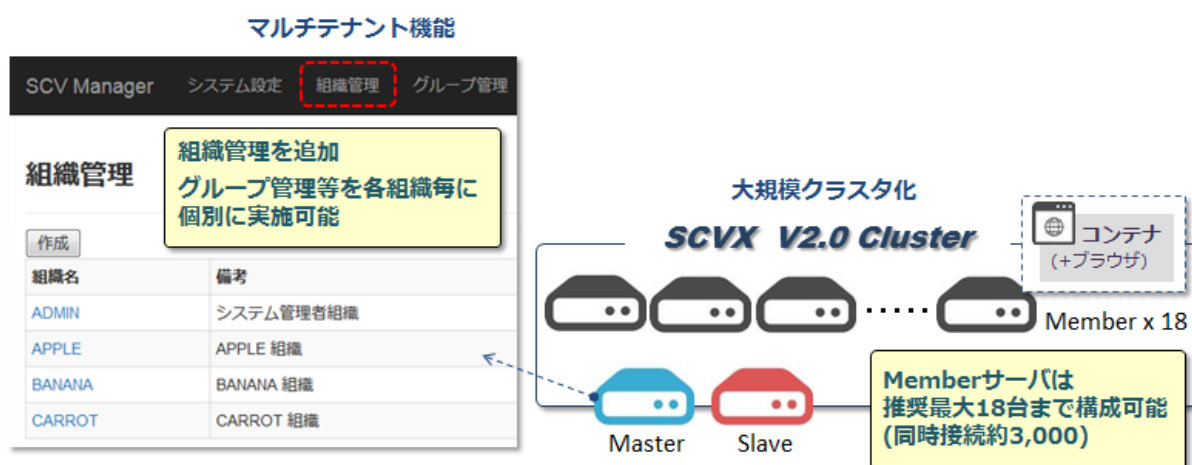 マルチテナント機能
SCV Manager システム設定 組織管理 グループ管理
組織管理
組織管理を追加
グループ管理等を各組織毎に
個別に実施可能
作成
組織名 備考
ADMIN システム管理者組織
APPLE APPLE 組織
BANANA BANANA 組織
CARROT CARROT 組織
大規模クラスタ化
SCVX V2.0 Cluster
コンテナ
(+ブラウザ)
Member x 18
Master Slave
Memberサーバは
推奨最大18台まで構成可能
(同時接続約3,000)